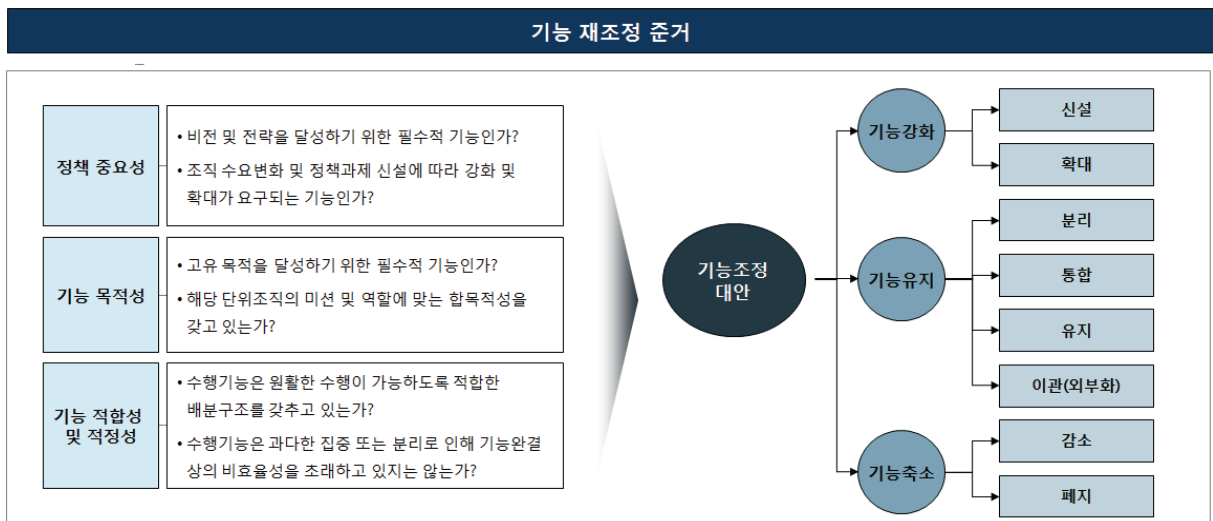 기능 재조정 준거
정책 중요성
• 비전 및 전략을 달성하기 위한 필수적 기능인가?
• 조직 수요변화 및 정책과제 신설에 따라 강화 및
확대가 요구되는 기능인가?
기능 목적성
• 고유 목적을 달성하기 위한 필수적 기능인가?
• 해당 단위조직의 미션 및 역할에 맞는 합목적성을
갖고 있는가?
기능 적합성
및 적정성
• 수행기능은 원활한 수행이 가능하도록 적합한
배분구조를 갖추고 있는가?
• 수행기능은 과다한 집중 또는 분리로 인해 기능완결
상의 비효율성을 초래하고 있지는 않는가?
기능조정
대안
기능강화
신설
확대
기능유지
분리
통합
유지
이관(외부화)
기능축소
감소
폐지